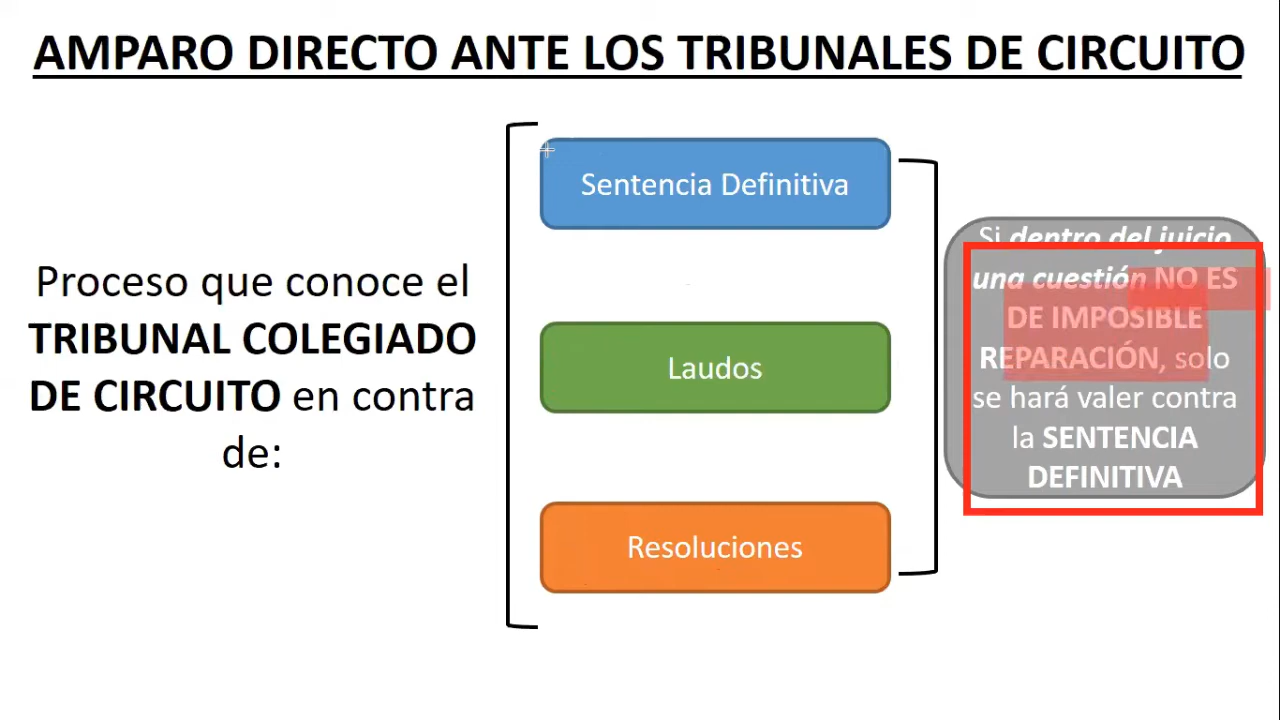 AMPARO DIRECTO ANTE LOS TRIBUNALES DE CIRCUITO
Proceso que conoce el
TRIBUNAL COLEGIADO
DE CIRCUITO en contra
de:
Sentencia Definitiva
Laudos
Resoluciones
Si dentro del juicio
una cuestión NO ES
DE IMPOSIBLE
REPARACIÓN, solo
se hará valer contra
la SENTENCIA
DEFINITIVA